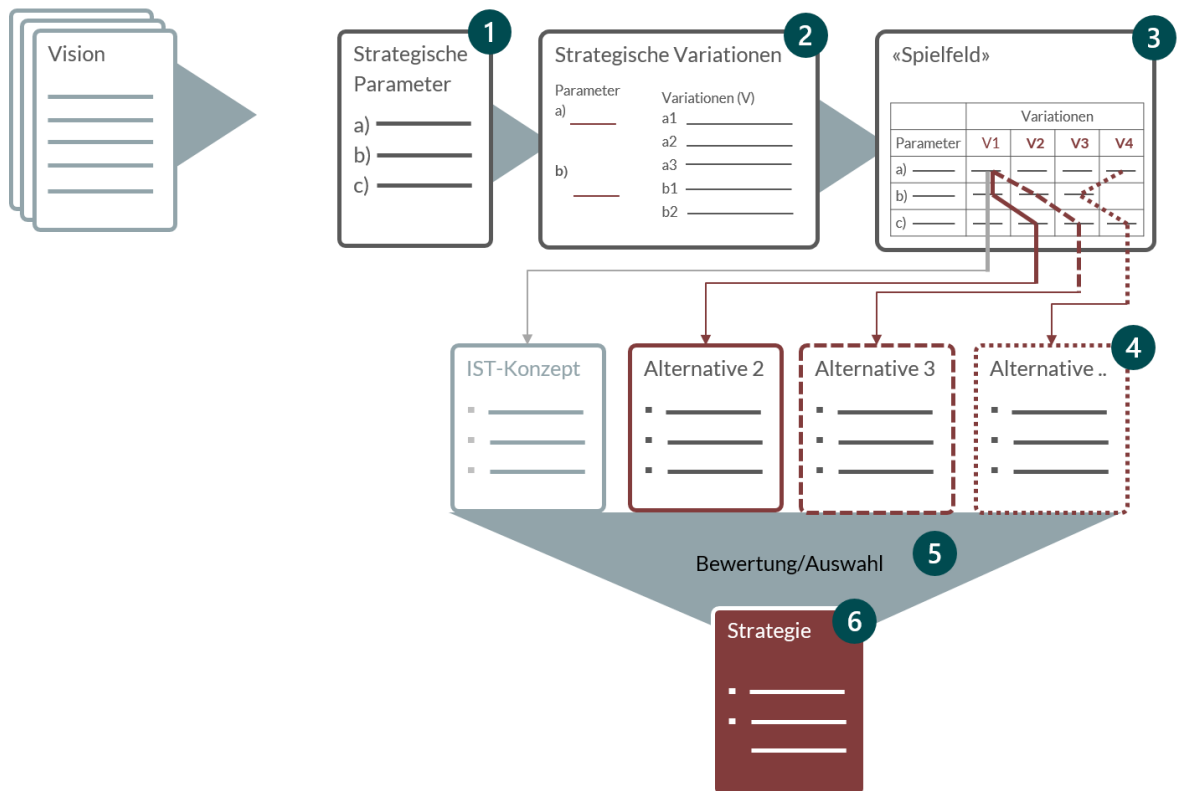 Vision
1
Strategische
Parameter
a)
b)
c)
2
Strategische Variationen
Parameter
a)
b)
Variationen (V)
a1
a2
a3
b1
b2
3
«Spielfeld»
Variationen
Parameter V1 V2 V3 V4
a)
b)
c)
IST-Konzept
Alternative 2
Alternative 3
4
Alternative ..
Bewertung/Auswahl
5
6
Strategie